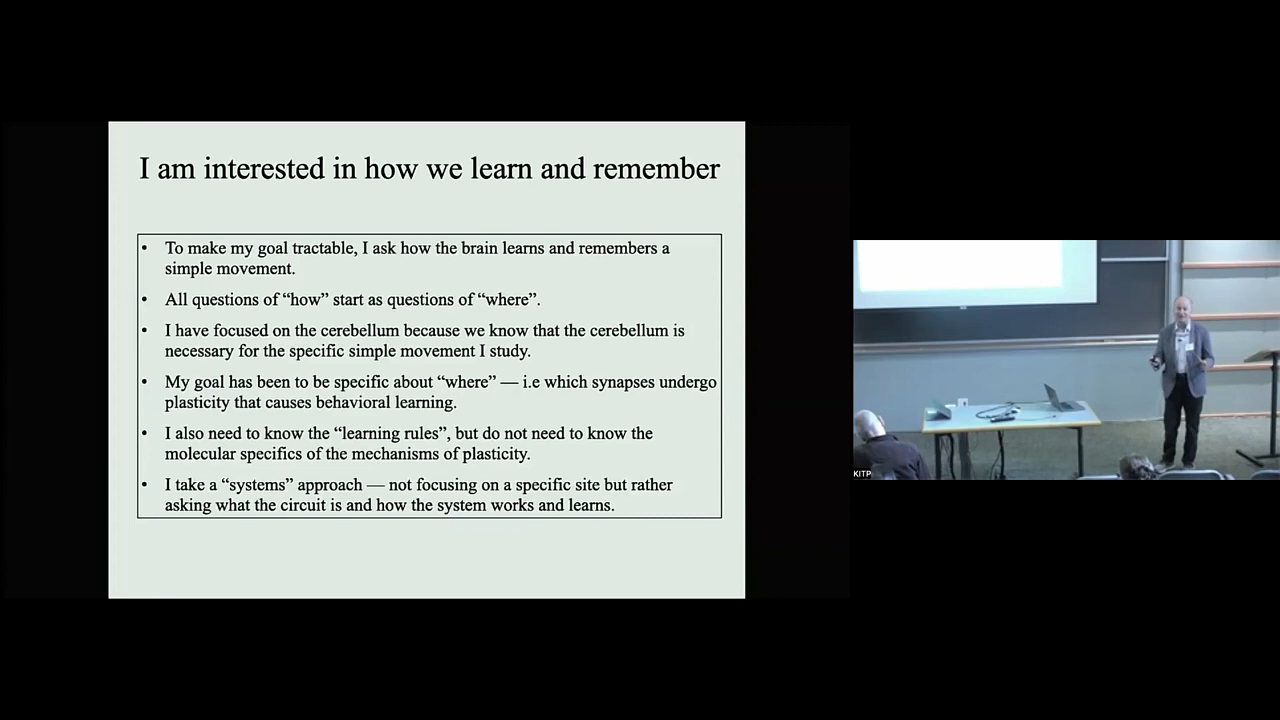 I am interested in how we learn and remember
• To make my goal tractable, I ask how the brain learns and remembers a
simple movement.
• All questions of “how” start as questions of “where”.
• I have focused on the cerebellum because we know that the cerebellum is
necessary for the specific simple movement I study.
• My goal has been to be specific about “where” — i.e which synapses undergo
plasticity that causes behavioral learning.
• I also need to know the “learning rules”, but do not need to know the
molecular specifics of the mechanisms of plasticity.
• I take a “systems” approach — not focusing on a specific site but rather
asking what the circuit is and how the system works and learns.
KITP